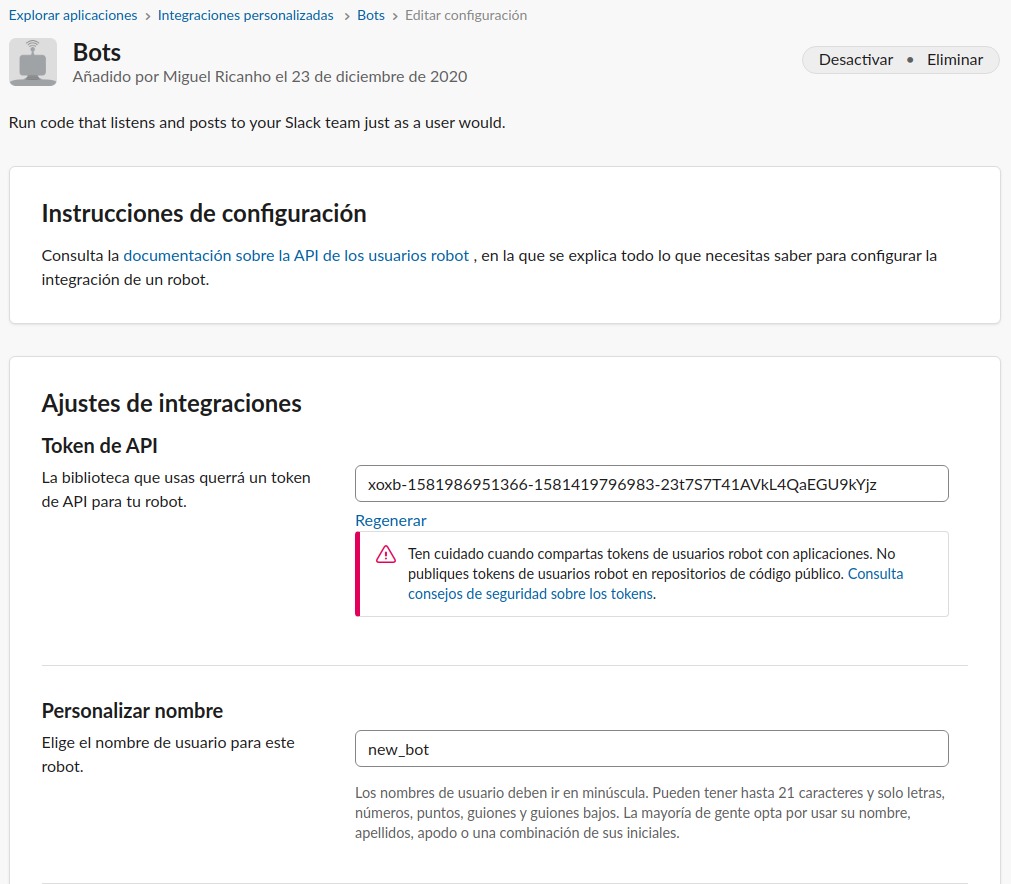 Explorar aplicaciones › Integraciones personalizadas › Bots › Editar configuración
Bots
Añadido por Miguel Ricanho el 23 de diciembre de 2020
Desactivar • Eliminar
Run code that listens and posts to your Slack team just as a user would.
Instrucciones de configuración
Consulta la documentación sobre la API de los usuarios robot , en la que se explica todo lo que necesitas saber para configurar la
integración de un robot.
Ajustes de integraciones
Token de API
La biblioteca que usas querrá un token
de API para tu robot.
xoxb-1581986951366-1581419796983-23t7S7T41AVkL4QaEGU9kYjz
Regenerar
Ten cuidado cuando compartas tokens de usuarios robot con aplicaciones. No
publiques tokens de usuarios robot en repositorios de código público. Consulta
consejos de seguridad sobre los tokens.
Personalizar nombre
Elige el nombre de usuario para este
robot.
new_bot
Los nombres de usuario deben ir en minúscula. Pueden tener hasta 21 caracteres y solo letras,
números, puntos, guiones y guiones bajos. La mayoría de gente opta por usar su nombre,
apellidos, apodo o una combinación de sus iniciales.